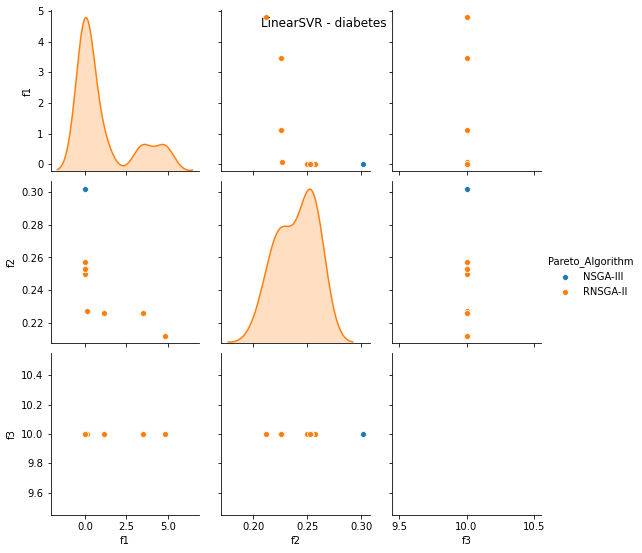 LinearSVR - diabetes
5
4
3
2
1
0
f1
0.30
0.28
0.26
0.24
0.22
f2
Pareto_Algorithm
NSGA-III
RNSGA-II
10.4
10.2
10.0
9.8
9.6
f3
0.0 2.5 5.0 0.20 0.25 0.30 9.5 10.0 10.5
f1 f2 f3